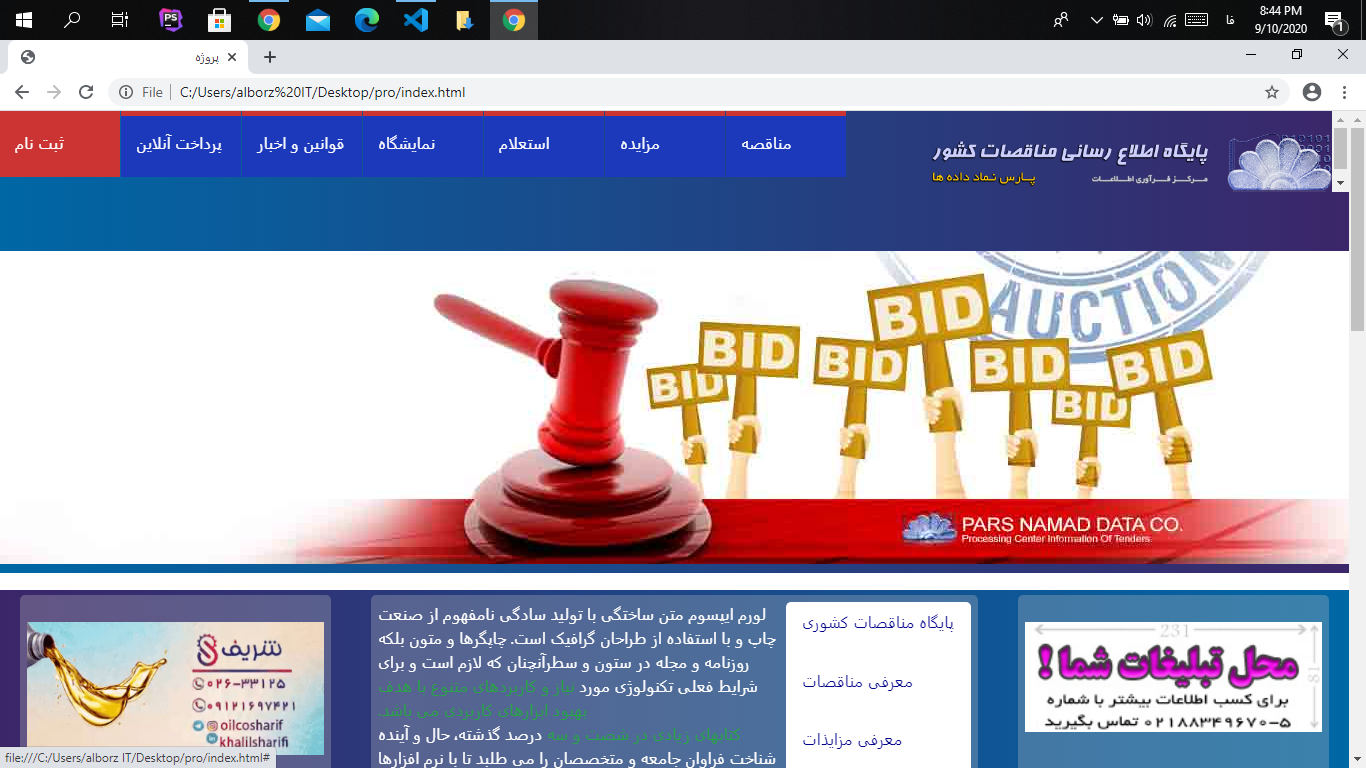 8:44 PM
فا
9/10/2020
1
پروژه
File
C:/Users/alborz%20IT/Desktop/pro/index.html
مناقصه
مزایده
استعلام
نمایشگاه
قوانین و اخبار
پرداخت آنلاین
ثبت نام
پایگاه اطلاع رسانی مناقصات کشور
مرکز فرآوری اطلاعات
پارس نماد داده ها
AUCTION
BID
BID
BID
BID
BID
BID
BID
PARS NAMAD DATA CO.
Processing Center Information Of Tenders.
231
81
محل تبلیغات شما !
برای کسب اطلاعات بیشتر با شماره
۰۲۱۸۸۳۴۹۶۷۰-۵ تماس بگیرید
پایگاه مناقصات کشوری
معرفی مناقصات
معرفی مزایذات
لورم ایپسوم متن ساختگی با تولید سادگی نامفهوم از صنعت
چاپ و با استفاده از طراحان گرافیک است. چاپگرها و متون بلکه
روزنامه و مجله در ستون و سطرآنچنان که لازم است و برای
شرایط فعلی تکنولوژی مورد نیاز و کاربردهای متنوع با هدف
بهبود ابزارهای کاربردی می باشد.
کتابهای زیادی در شصت و سه درصد گذشته، حال و آینده
شناخت فراوان جامعه و متخصصان را می طلبد تا با نرم افزارها
شریف
۰۲۶-۳۳۱۲۵
۰۹۱۲۱۶۹۷۴۲۱
oilcosharif
khalilsharifi
file:///C:/Users/alborz IT/Desktop/pro/index.html#